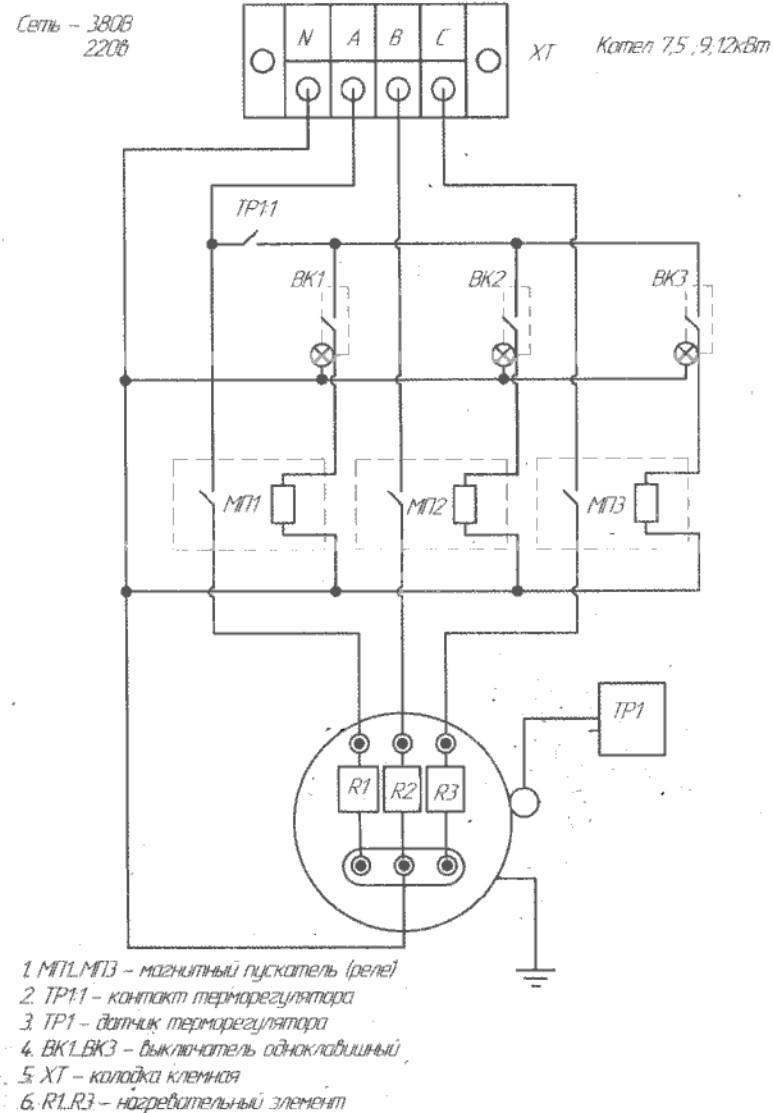 Сеть – 380В
220в
N A B C
ХТ
Котел 7,5 ,9,12кВт
ТР1.1
ВК1 ВК2 ВК3
МП1 МП2 МП3
ТР1
R1 R2 R3
1. МП1..МП3 – магнитный пускатель (реле)
2. ТР1.1 – контакт терморегулятора
3. ТР1 – датчик терморегулятора
4. ВК1..ВК3 – выключатель одноклавишный
5. ХТ – колодка клемная
6. R1..R3 – нагревательный элемент